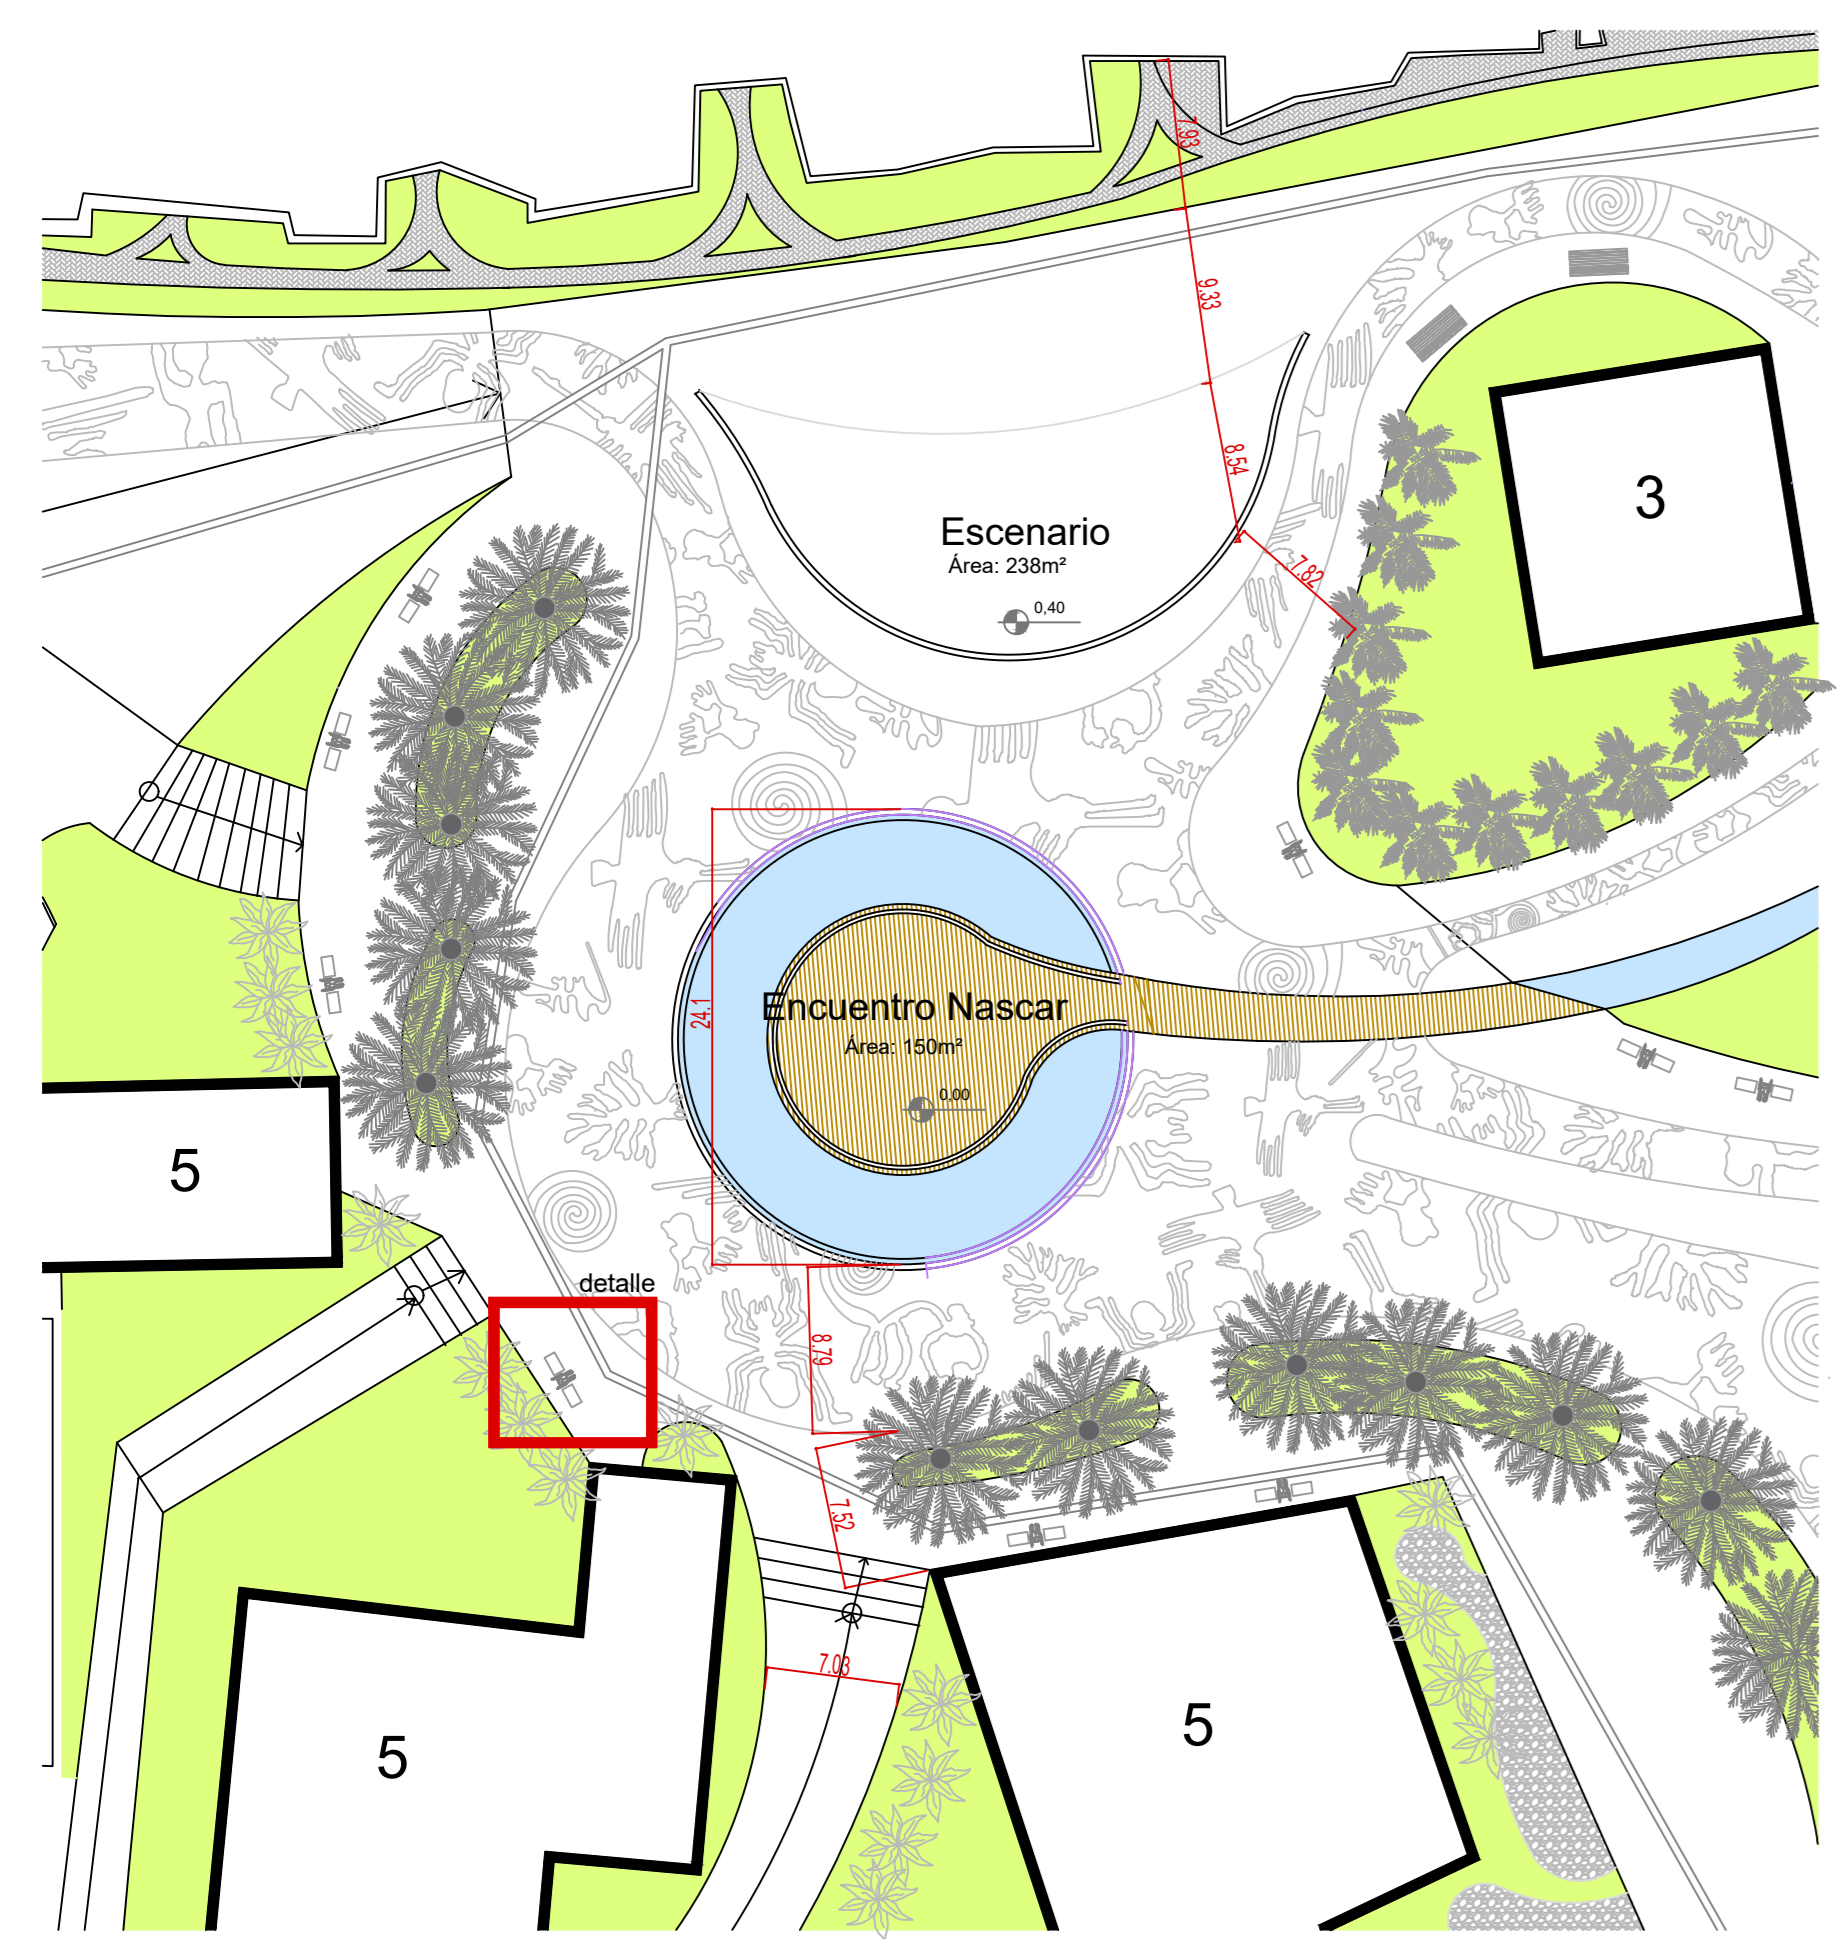 7.93
9.33
8.54
3
Escenario
Área: 238m²
7.82
0,40
24.1
Encuentro Nascar
Área: 150m²
0,00
5
detalle
8.79
7.52
7.03
5
5